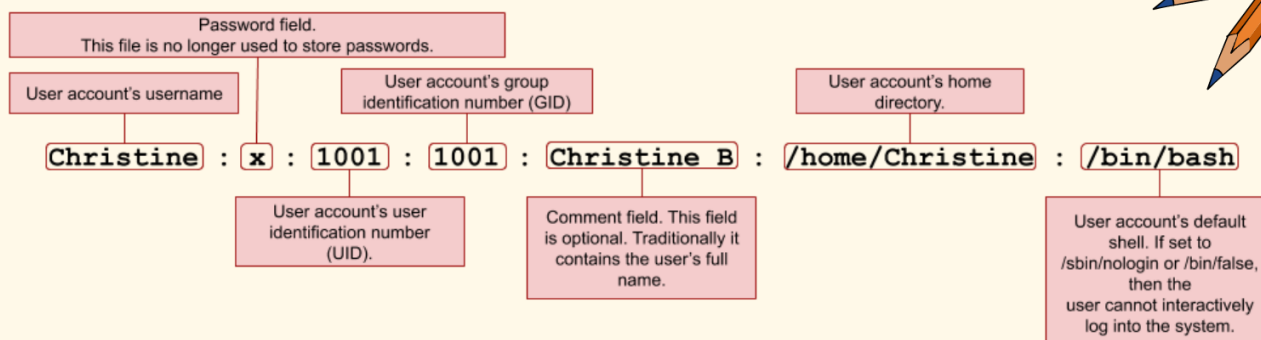 Password field.
This file is no longer used to store passwords.
User account's username
User account's group
identification number (GID)
User account's home
directory.
Christine : x : 1001 : 1001 : Christine B : /home/Christine : /bin/bash
User account's user
identification number
(UID).
Comment field. This field
is optional. Traditionally it
contains the user's full
name.
User account's default
shell. If set to
/sbin/nologin or /bin/false,
then the
user cannot interactively
log into the system.